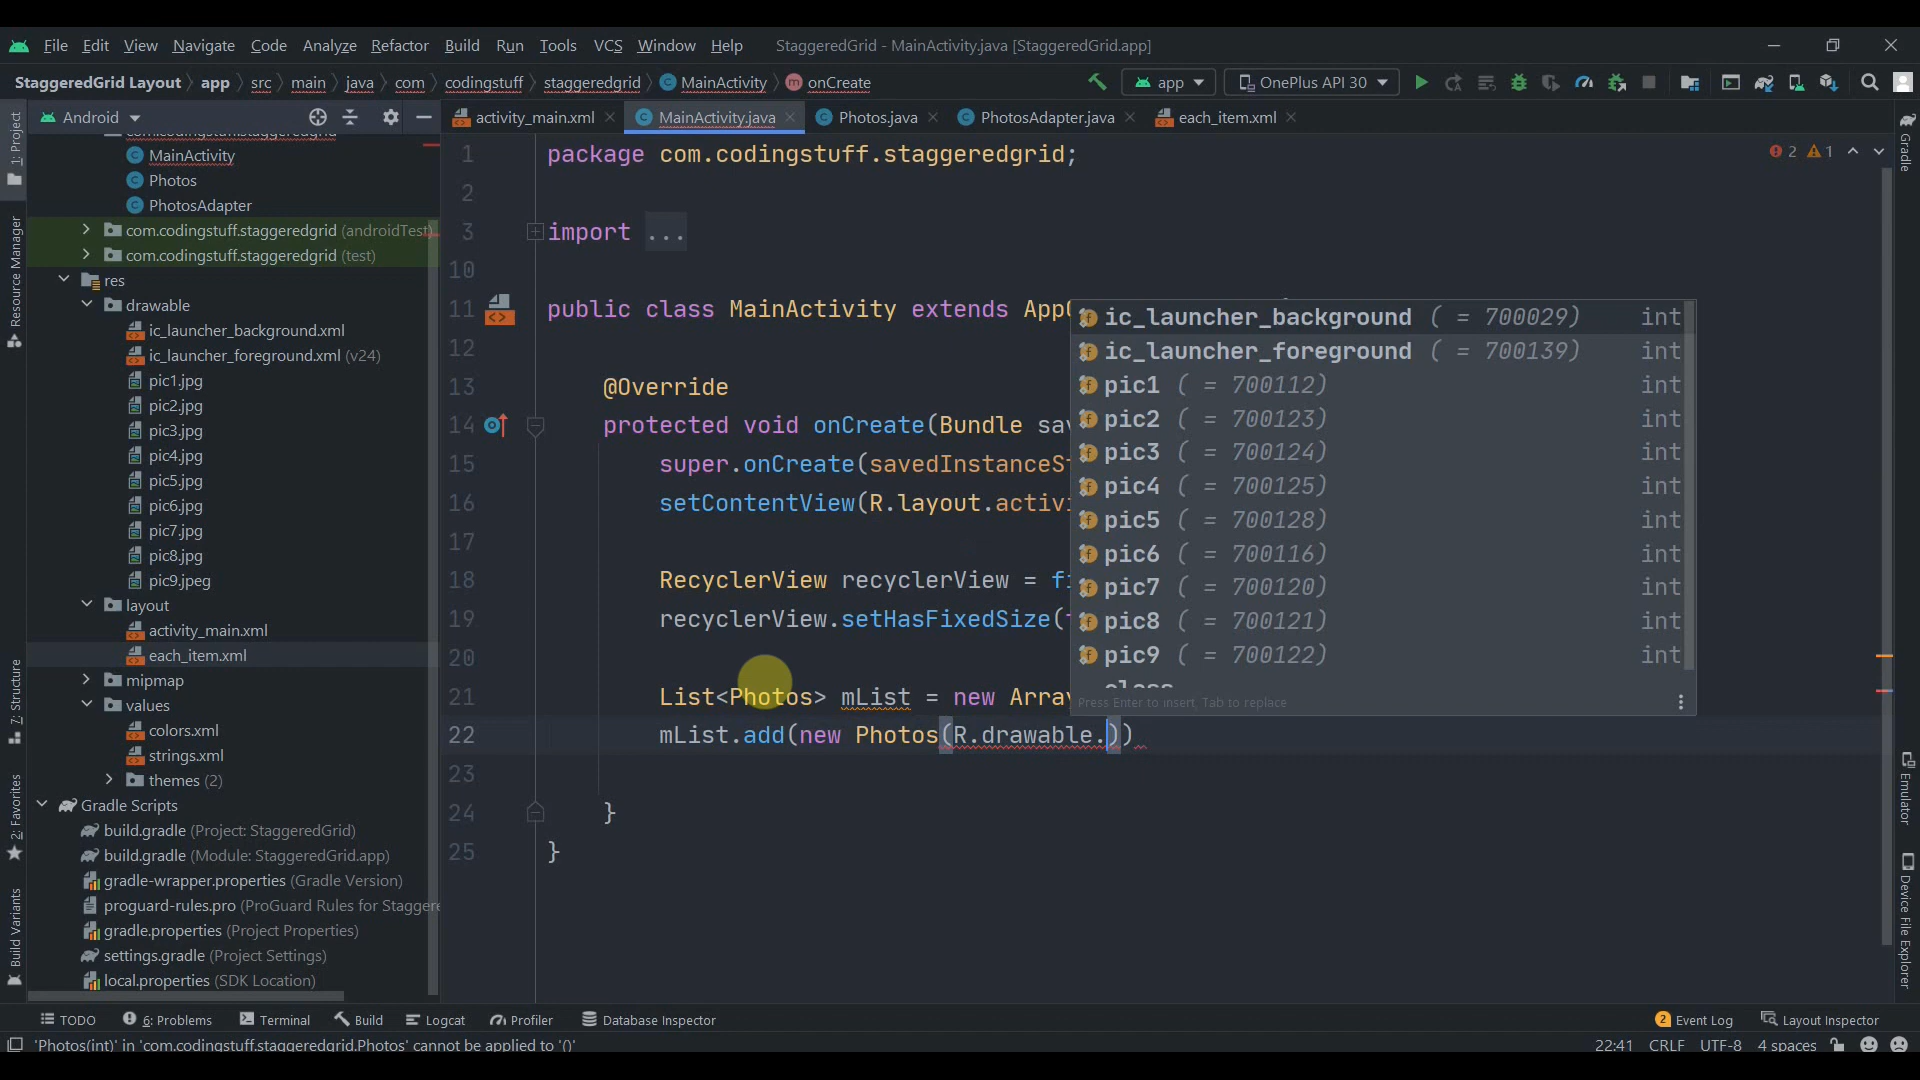 File Edit View Navigate Code Analyze Refactor Build Run Tools VCS Window Help StaggeredGrid - MainActivity.java [StaggeredGrid.app]
StaggeredGrid Layout app src main java com codingstuff staggeredgrid MainActivity onCreate app OnePlus API 30
Android activity_main.xml MainActivity.java Photos.java PhotosAdapter.java each_item.xml
1: Project
Resource Manager
7: Structure
2: Favorites
Build Variants
com.codingstuff.staggeredgrid
MainActivity
Photos
PhotosAdapter
com.codingstuff.staggeredgrid (androidTest)
com.codingstuff.staggeredgrid (test)
res
drawable
ic_launcher_background.xml
ic_launcher_foreground.xml (v24)
pic1.jpg
pic2.jpg
pic3.jpg
pic4.jpg
pic5.jpg
pic6.jpg
pic7.jpg
pic8.jpg
pic9.jpeg
layout
activity_main.xml
each_item.xml
mipmap
values
colors.xml
strings.xml
themes (2)
Gradle Scripts
build.gradle (Project: StaggeredGrid)
build.gradle (Module: StaggeredGrid.app)
gradle-wrapper.properties (Gradle Version)
proguard-rules.pro (ProGuard Rules for Staggere
gradle.properties (Project Properties)
settings.gradle (Project Settings)
local.properties (SDK Location)
1 package com.codingstuff.staggeredgrid; 2 1
2
3 import ...
10
11 public class MainActivity extends App
12
13 @Override
14 protected void onCreate(Bundle sav
15 super.onCreate(savedInstanceSt
16 setContentView(R.layout.activi
17
18 RecyclerView recyclerView = fi
19 recyclerView.setHasFixedSize(
20
21 List<Photos> mList = new Array
22 mList.add(new Photos(R.drawable.))
23
24 }
25 }
ic_launcher_background ( = 700029) int
ic_launcher_foreground ( = 700139) int
pic1 ( = 700112) int
pic2 ( = 700123) int
pic3 ( = 700124) int
pic4 ( = 700125) int
pic5 ( = 700128) int
pic6 ( = 700116) int
pic7 ( = 700120) int
pic8 ( = 700121) int
pic9 ( = 700122) int
Press Enter to insert, Tab to replace
Gradle
Emulator
Device File Explorer
TODO 6: Problems Terminal Build Logcat Profiler Database Inspector 2 Event Log Layout Inspector
'Photos(int)' in 'com.codingstuff.staggeredgrid.Photos' cannot be applied to '()' 22:41 CRLF UTF-8 4 spaces